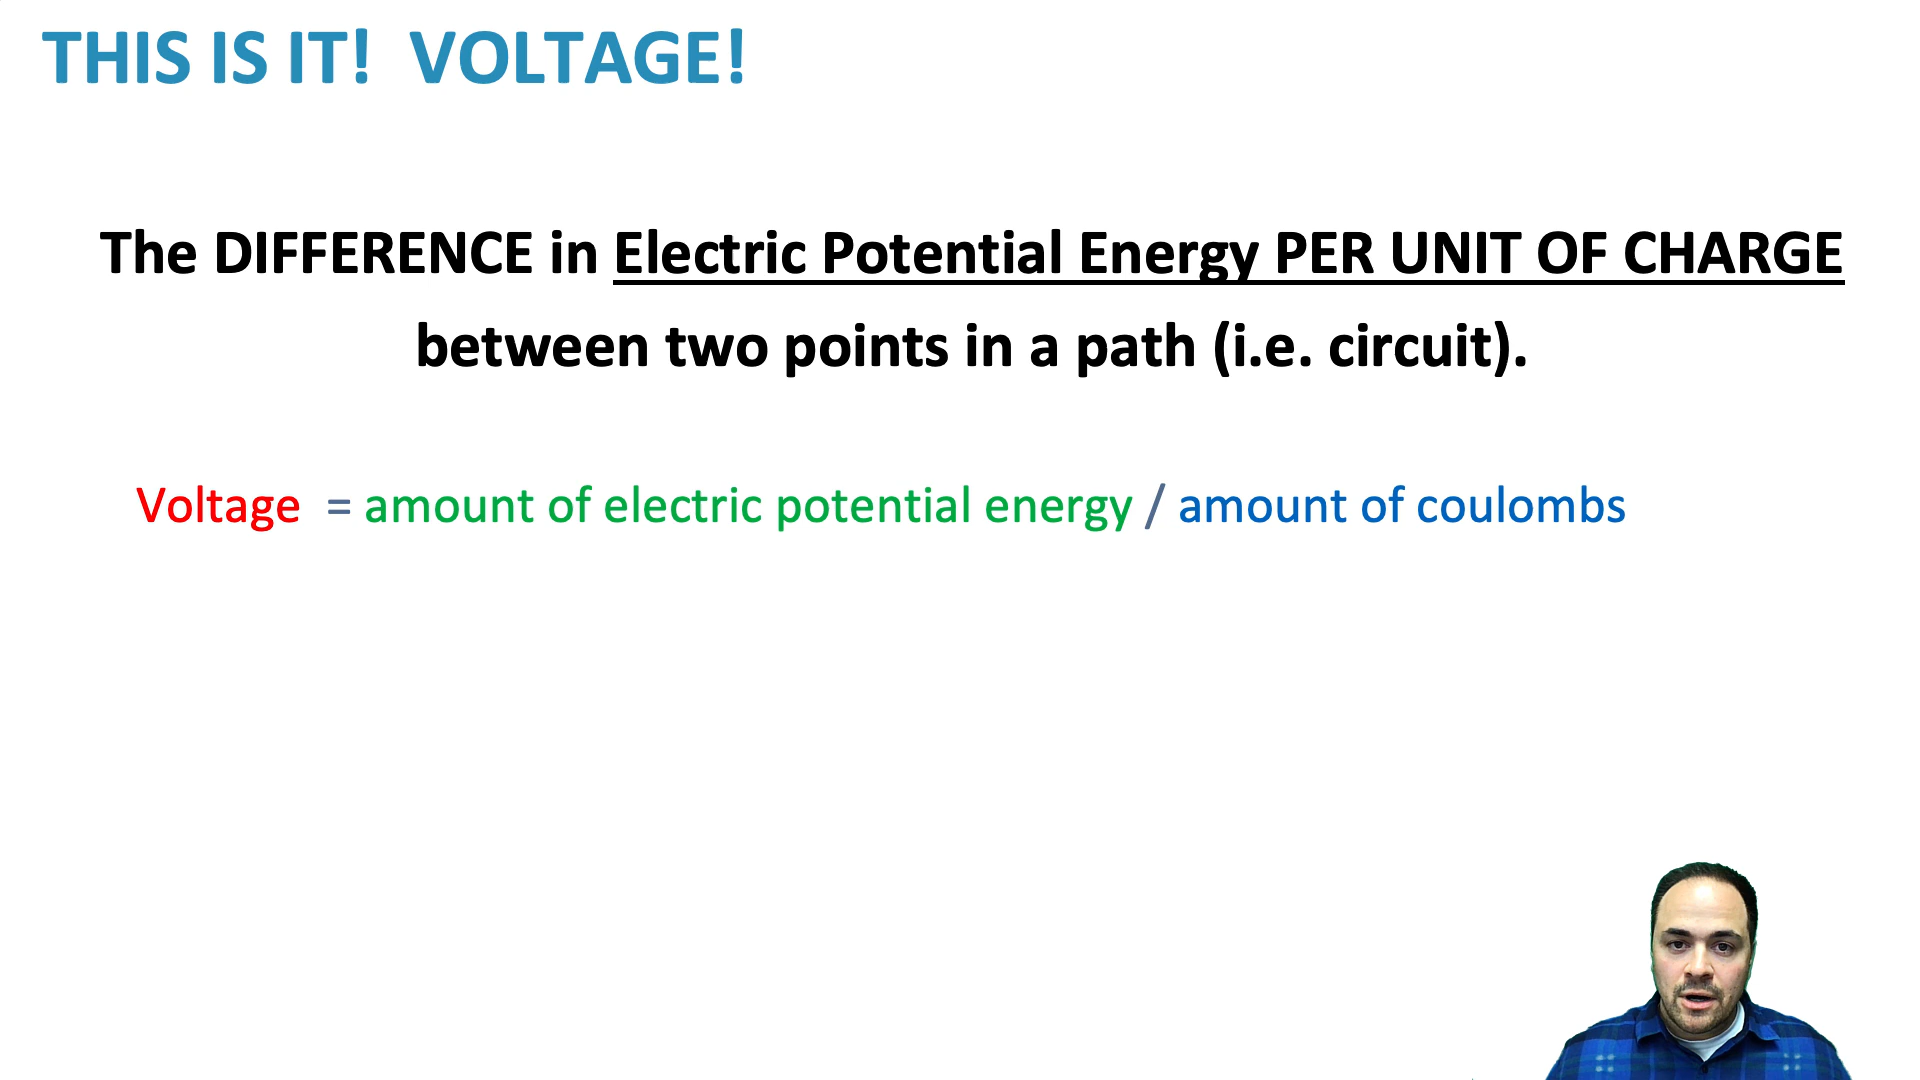 THIS IS IT! VOLTAGE!
The DIFFERENCE in Electric Potential Energy PER UNIT OF CHARGE
between two points in a path (i.e. circuit).
Voltage = amount of electric potential energy / amount of coulombs